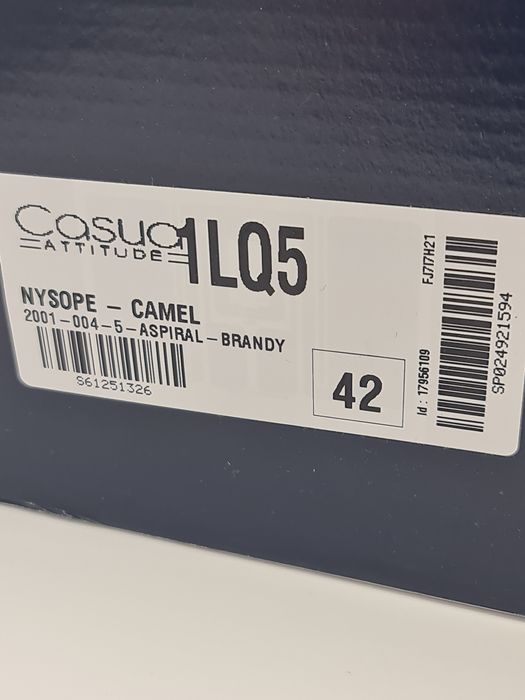 Casual
ATTITUDE
1LQ5
NYSOPE - CAMEL
2001-004-5-ASPIRAL-BRANDY
S61251326
42
Id : 17956109
FJ7I7H21
SP024921594